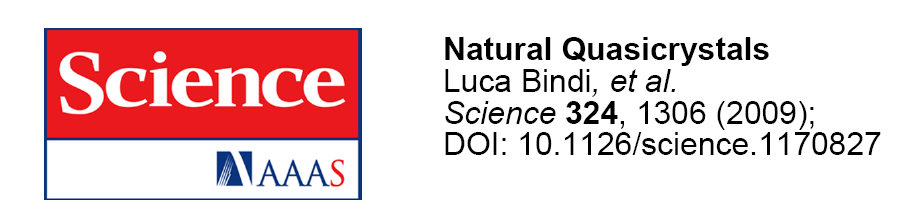 Science
AAAS
Natural Quasicrystals
Luca Bindi, et al.
Science 324, 1306 (2009);
DOI: 10.1126/science.1170827